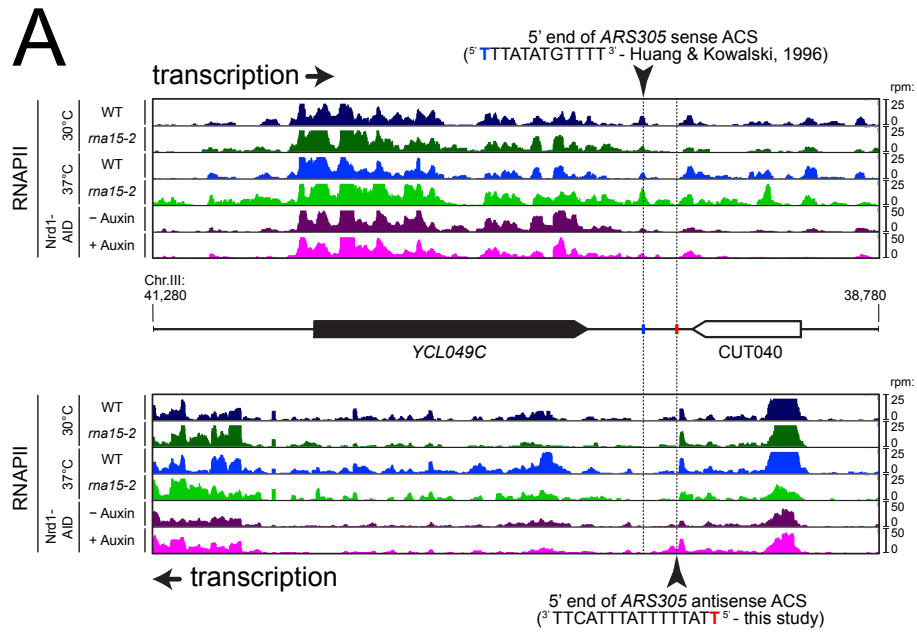 A
5' end of ARS305 sense ACS
(5' TTTATATGTTTT 3' - Huang & Kowalski, 1996)
transcription
rpm:
RNAPII
30°C
WT
25
0
rna15-2
25
0
37°C
WT
25
0
rna15-2
25
0
Nrd1-AID
− Auxin
50
0
+ Auxin
50
0
Chr.III:
41,280
38,780
YCL049C
CUT040
rpm:
RNAPII
30°C
WT
25
0
rna15-2
25
0
37°C
WT
25
0
rna15-2
25
0
Nrd1-AID
− Auxin
50
0
+ Auxin
50
0
transcription
5' end of ARS305 antisense ACS
(3' TTCATTTATTTTTATT 5' - this study)